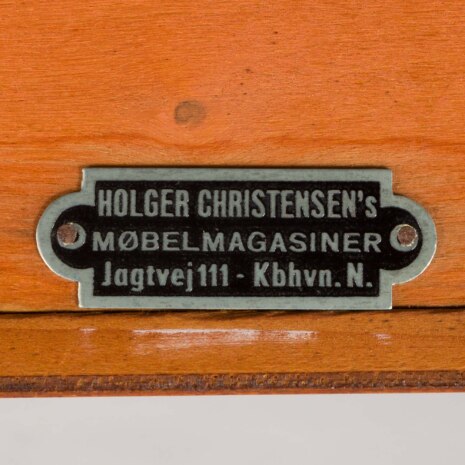 HOLGER CHRISTENSEN's
MØBELMAGASINER
Jagtvej 111 - Kbhvn. N.